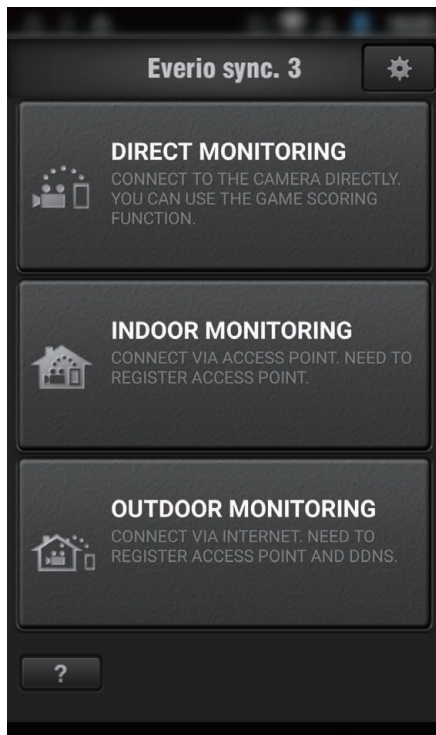 Everio sync. 3
DIRECT MONITORING
CONNECT TO THE CAMERA DIRECTLY.
YOU CAN USE THE GAME SCORING
FUNCTION.
INDOOR MONITORING
CONNECT VIA ACCESS POINT. NEED TO
REGISTER ACCESS POINT.
OUTDOOR MONITORING
CONNECT VIA INTERNET. NEED TO
REGISTER ACCESS POINT AND DDNS.
?